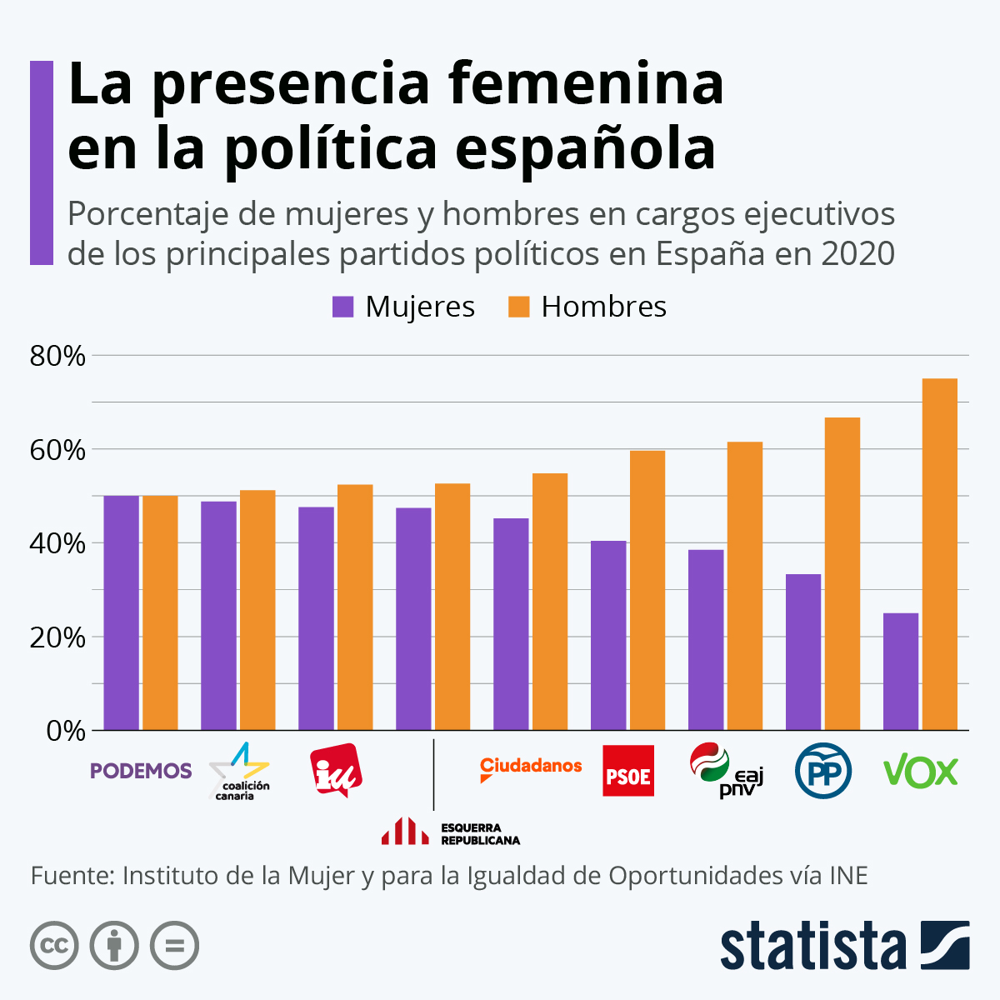 La presencia femenina
en la política española
Porcentaje de mujeres y hombres en cargos ejecutivos
de los principales partidos políticos en España en 2020
Mujeres Hombres
80%
60%
40%
20%
0%
PODEMOS
coalición
canaria
iu
Ciudadanos
PSOE
eaj
pnv
PP
VOX
ESQUERRA
REPUBLICANA
Fuente: Instituto de la Mujer y para la Igualdad de Oportunidades vía INE
cc
statista